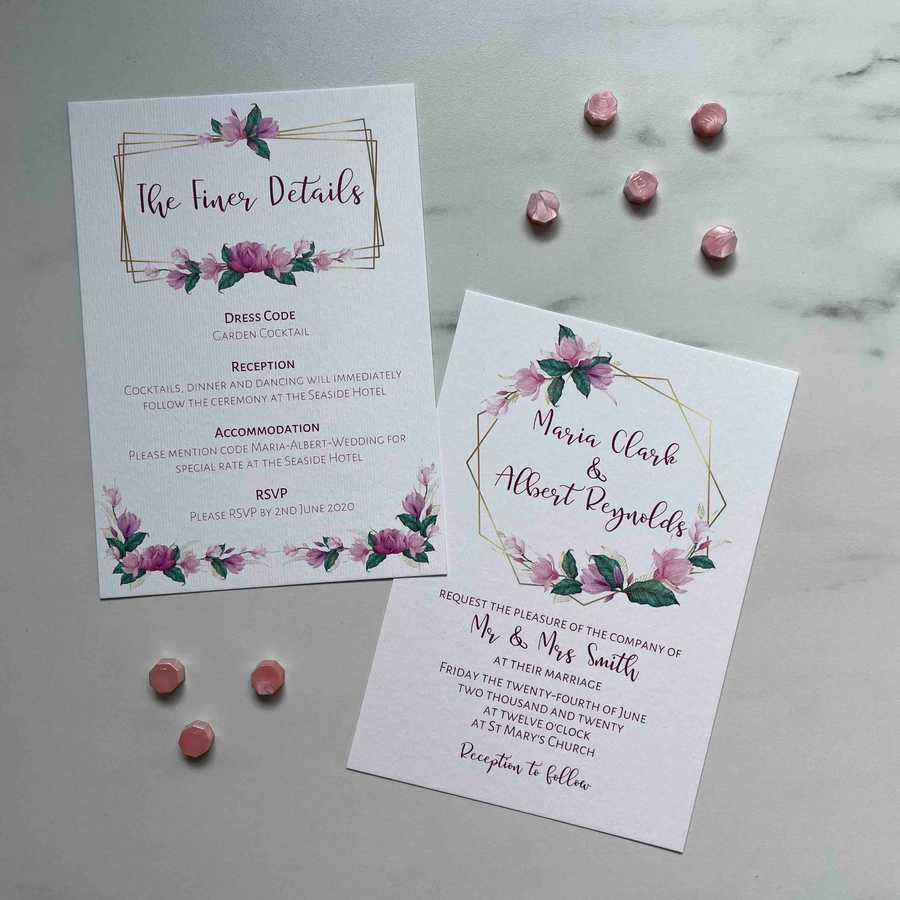 The Finer Details
Dress Code
Garden Cocktail
Reception
Cocktails, dinner and dancing will immediately
follow the ceremony at the Seaside Hotel
Accommodation
Please mention code Maria-Albert-Wedding for
special rate at the Seaside Hotel
RSVP
Please RSVP by 2nd June 2020
Maria Clark
&
Albert Reynolds
REQUEST THE PLEASURE OF THE COMPANY OF
Mr & Mrs Smith
AT THEIR MARRIAGE
Friday the twenty-fourth of June
two thousand and twenty
at twelve o'clock
at St Mary's Church
Reception to follow